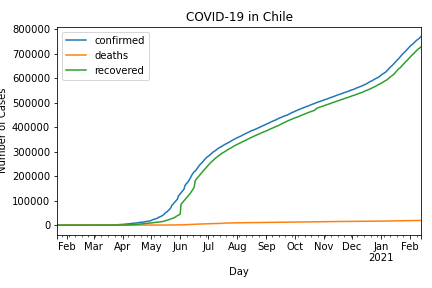 COVID-19 in Chile
800000
700000
600000
500000
400000
300000
200000
100000
0
Number of Cases
confirmed
deaths
recovered
Feb Mar Apr May Jun Jul Aug Sep Oct Nov Dec Jan Feb
2021
Day